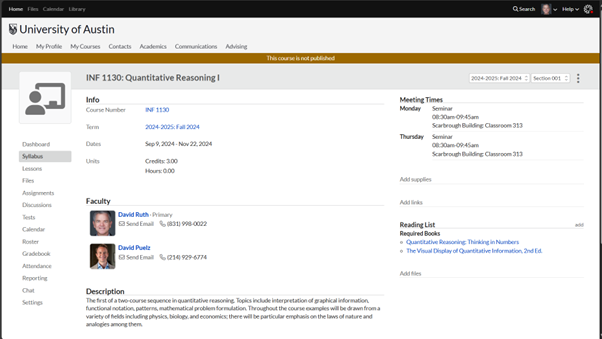 Home Files Calendar Library Search Help
University of Austin
Home My Profile My Courses Contacts Academics Communications Advising
This course is not published
INF 1130: Quantitative Reasoning I
2024-2025: Fall 2024 Section 001
Dashboard
Syllabus
Lessons
Files
Assignments
Discussions
Tests
Calendar
Roster
Gradebook
Attendance
Reporting
Chat
Settings
Info
Course Number INF 1130
Term 2024-2025: Fall 2024
Dates Sep 9, 2024 - Nov 22, 2024
Units Credits: 3.00
Hours: 0.00
Faculty
David Ruth - Primary
Send Email (831) 998-0022
David Puelz
Send Email (214) 929-6774
Description
The first of a two-course sequence in quantitative reasoning. Topics include interpretation of graphical information,
functional notation, patterns, mathematical problem formulation. Throughout the course examples will be drawn from a
variety of fields including physics, biology, and economics; there will be particular emphasis on the laws of nature and
analogies among them.
Meeting Times
Monday Seminar
08:30am-09:45am
Scarbrough Building: Classroom 313
Thursday Seminar
08:30am-09:45am
Scarbrough Building: Classroom 313
Add supplies
Add links
Reading List add
Required Books
Quantitative Reasoning: Thinking in Numbers
The Visual Display of Quantitative Information, 2nd Ed.
Add files